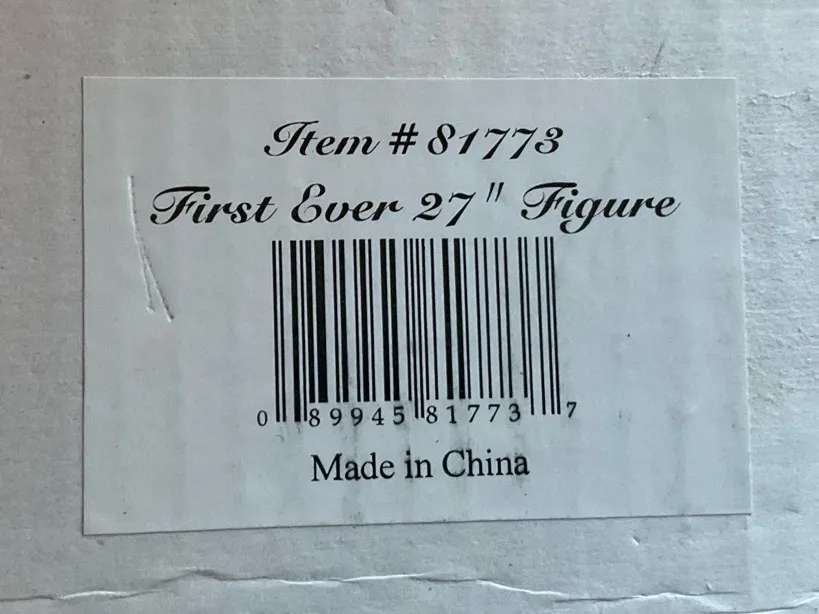 Item # 81773
First Ever 27" Figure
0 89945 81773 7
Made in China